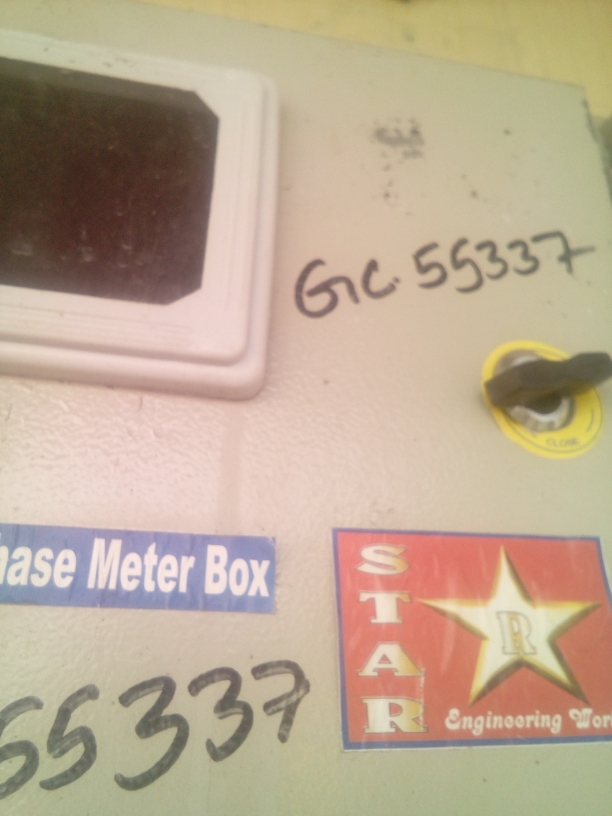 GC. 55337
CLOSE
hase Meter Box
STAR
R
Engineering Wor
55337